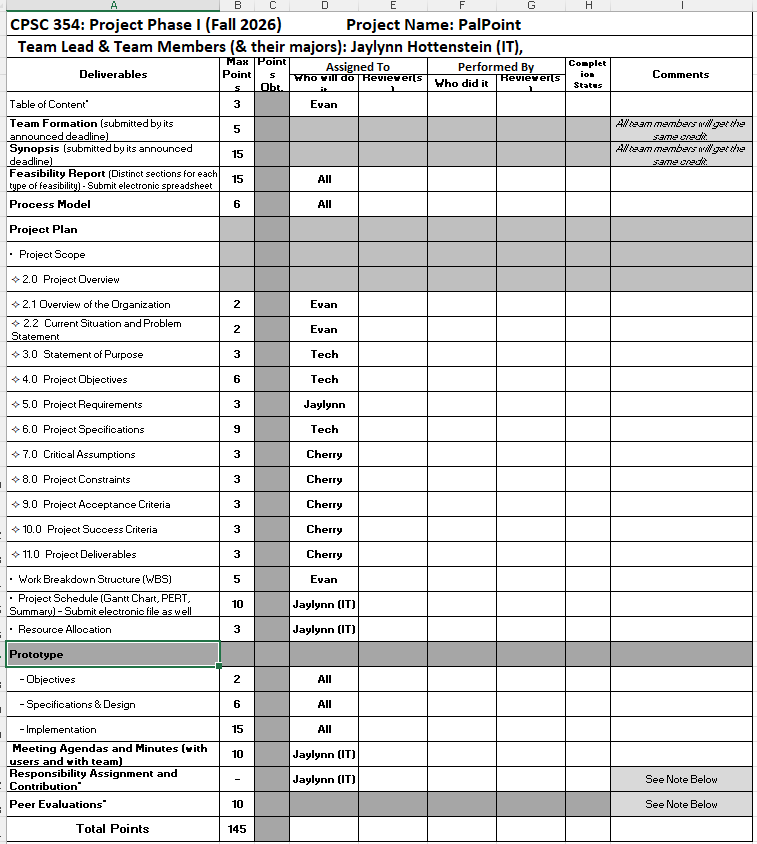 A B C D E F G H I
CPSC 354: Project Phase I (Fall 2026) Project Name: PalPoint
Team Lead & Team Members (& their majors): Jaylynn Hottenstein (IT),
Deliverables Max Points Points Obt. Assigned To Performed By Completion Status Comments
Who will do it Reviewer(s) Who did it Reviewer(s)
Table of Content* 3 Evan
Team Formation (submitted by its announced deadline) 5 All team members will get the same credit.
Synopsis (submitted by its announced deadline) 15 All team members will get the same credit.
Feasibility Report (Distinct sections for each type of feasibility) - Submit electronic spreadsheet 15 All
Process Model 6 All
Project Plan
· Project Scope
✧ 2.0 Project Overview
✧ 2.1 Overview of the Organization 2 Evan
✧ 2.2 Current Situation and Problem Statement 2 Evan
✧ 3.0 Statement of Purpose 3 Tech
✧ 4.0 Project Objectives 6 Tech
✧ 5.0 Project Requirements 3 Jaylynn
✧ 6.0 Project Specifications 9 Tech
✧ 7.0 Critical Assumptions 3 Cherry
✧ 8.0 Project Constraints 3 Cherry
✧ 9.0 Project Acceptance Criteria 3 Cherry
✧ 10.0 Project Success Criteria 3 Cherry
✧ 11.0 Project Deliverables 3 Cherry
· Work Breakdown Structure (WBS) 5 Evan
· Project Schedule (Gantt Chart, PERT, Summary) - Submit electronic file as well 10 Jaylynn (IT)
· Resource Allocation 3 Jaylynn (IT)
Prototype
- Objectives 2 All
- Specifications & Design 6 All
- Implementation 15 All
Meeting Agendas and Minutes (with users and with team) 10 Jaylynn (IT)
Responsibility Assignment and Contribution* - Jaylynn (IT) See Note Below
Peer Evaluations* 10 See Note Below
Total Points 145